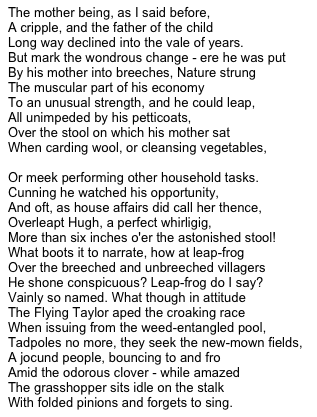 The mother being, as I said before,
A cripple, and the father of the child
Long way declined into the vale of years.
But mark the wondrous change - ere he was put
By his mother into breeches, Nature strung
The muscular part of his economy
To an unusual strength, and he could leap,
All unimpeded by his petticoats,
Over the stool on which his mother sat
When carding wool, or cleansing vegetables,

Or meek performing other household tasks.
Cunning he watched his opportunity,
And oft, as house affairs did call her thence,
Overleapt Hugh, a perfect whirligig,
More than six inches o'er the astonished stool!
What boots it to narrate, how at leap-frog
Over the breeched and unbreeched villagers
He shone conspicuous? Leap-frog do I say?
Vainly so named. What though in attitude
The Flying Taylor aped the croaking race
When issuing from the weed-entangled pool,
Tadpoles no more, they seek the new-mown fields,
A jocund people, bouncing to and fro
Amid the odorous clover - while amazed
The grasshopper sits idle on the stalk
With folded pinions and forgets to sing.